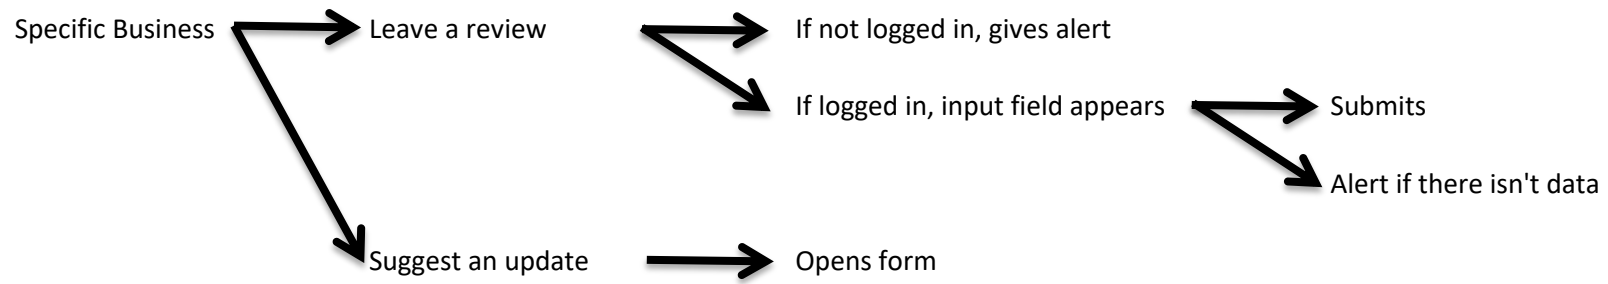 Specific Business
Leave a review
If not logged in, gives alert
If logged in, input field appears
Submits
Alert if there isn't data
Suggest an update
Opens form